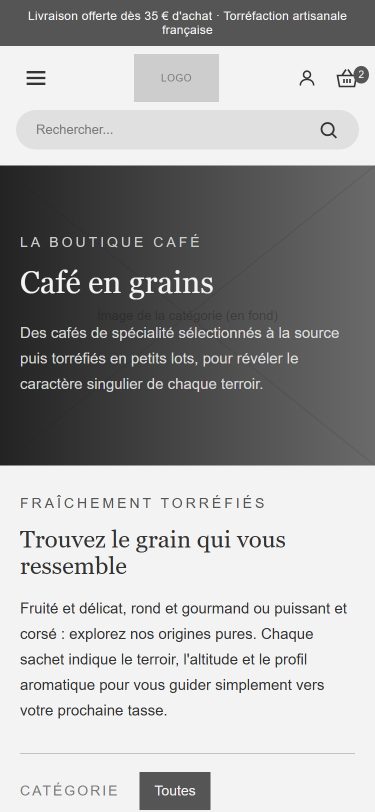 Livraison offerte dès 35 € d'achat · Torréfaction artisanale
française
LOGO
2
Rechercher...
LA BOUTIQUE CAFÉ
Café en grains
Image de la catégorie (en fond)
Des cafés de spécialité sélectionnés à la source
puis torréfiés en petits lots, pour révéler le
caractère singulier de chaque terroir.
FRAÎCHEMENT TORRÉFIÉS
Trouvez le grain qui vous
ressemble
Fruité et délicat, rond et gourmand ou puissant et
corsé : explorez nos origines pures. Chaque
sachet indique le terroir, l'altitude et le profil
aromatique pour vous guider simplement vers
votre prochaine tasse.
CATÉGORIE
Toutes